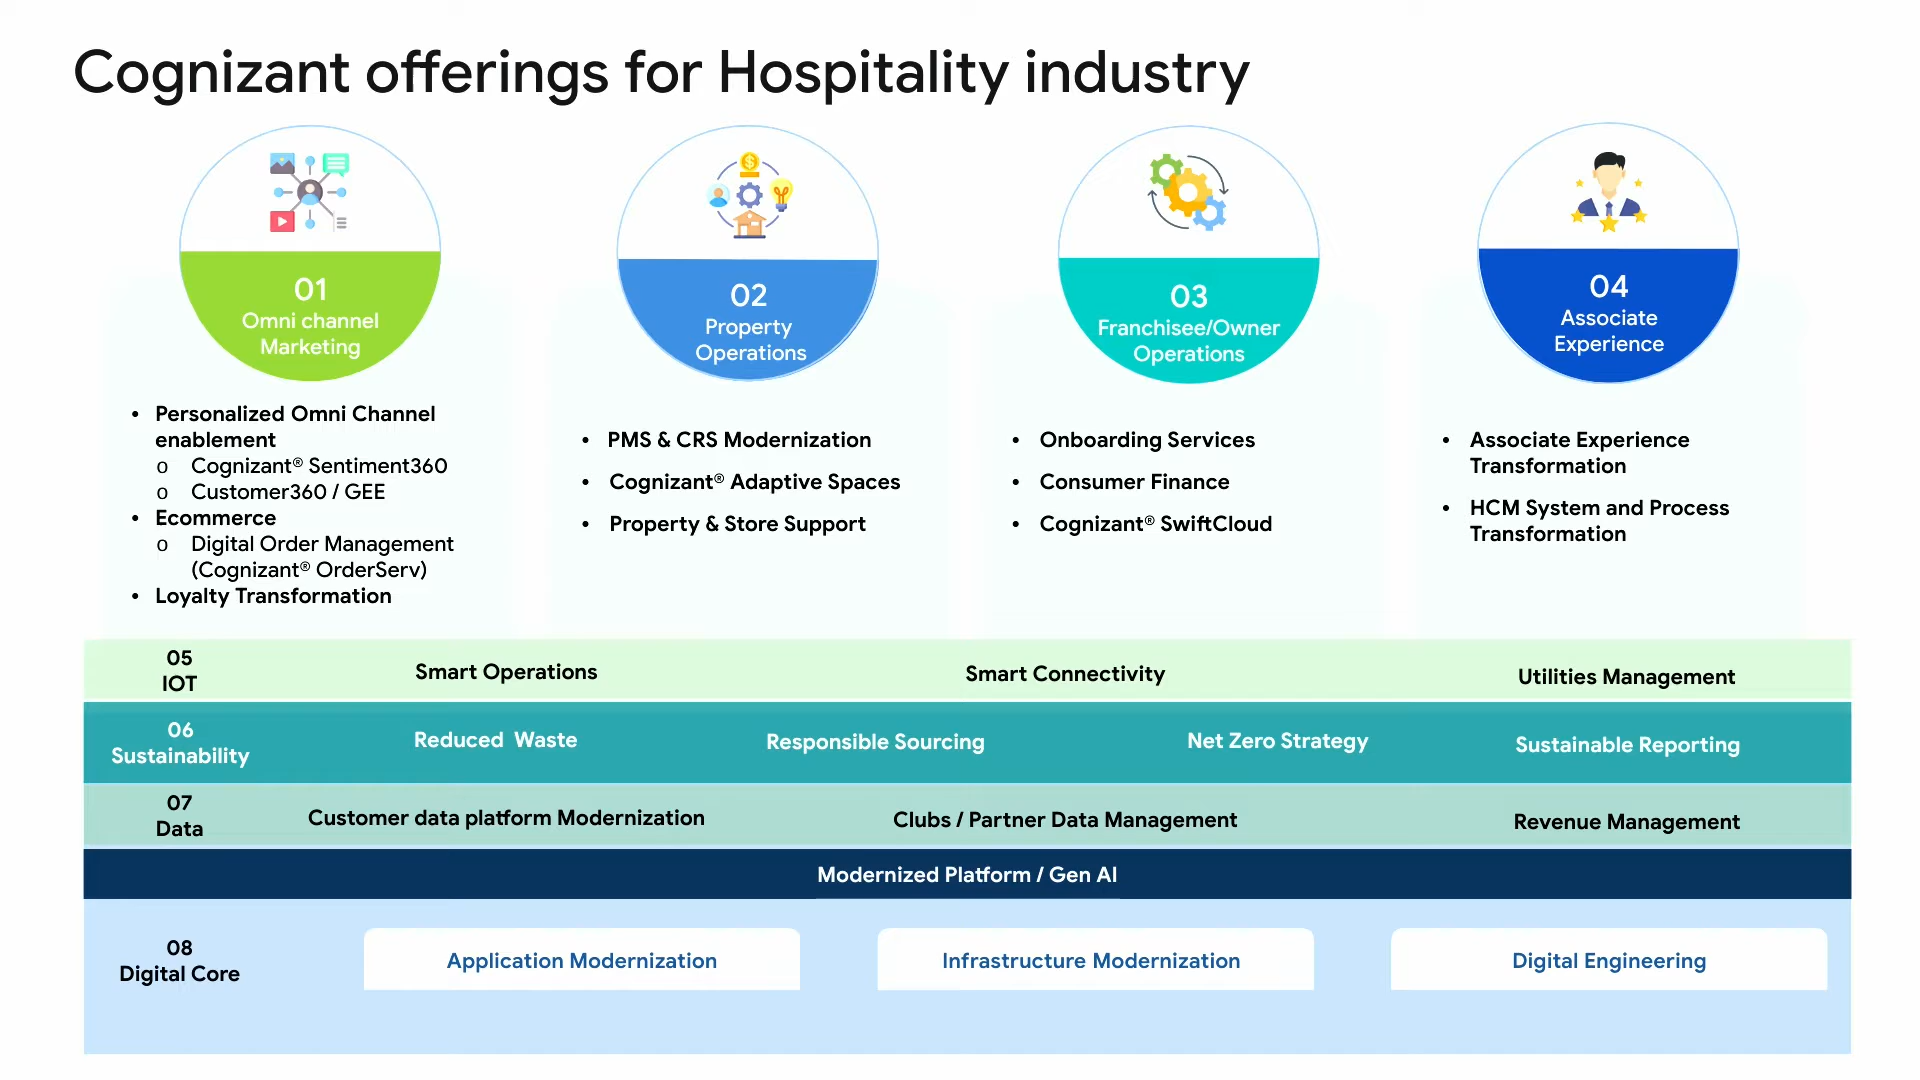 Cognizant offerings for Hospitality industry
01
Omni channel
Marketing
• Personalized Omni Channel
enablement
o Cognizant® Sentiment360
o Customer360 / GEE
• Ecommerce
o Digital Order Management
(Cognizant® OrderServ)
• Loyalty Transformation
02
Property
Operations
• PMS & CRS Modernization
• Cognizant® Adaptive Spaces
• Property & Store Support
03
Franchisee/Owner
Operations
• Onboarding Services
• Consumer Finance
• Cognizant® SwiftCloud
04
Associate
Experience
• Associate Experience
Transformation
• HCM System and Process
Transformation
05
IOT
Smart Operations
Smart Connectivity
Utilities Management
06
Sustainability
Reduced  Waste
Responsible Sourcing
Net Zero Strategy
Sustainable Reporting
07
Data
Customer data platform Modernization
Clubs / Partner Data Management
Revenue Management
Modernized Platform / Gen AI
08
Digital Core
Application Modernization
Infrastructure Modernization
Digital Engineering